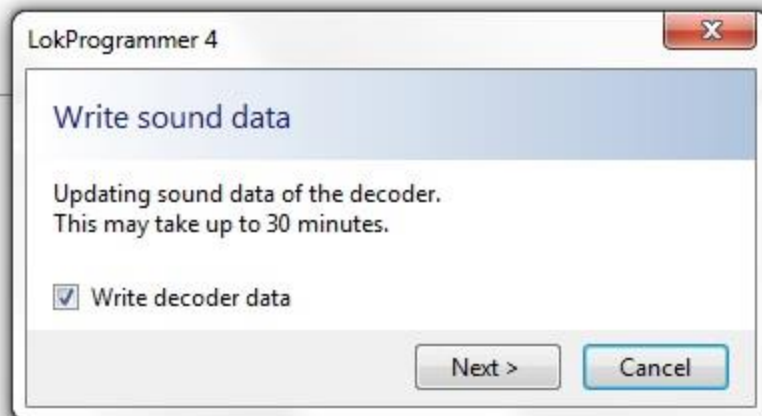 LokProgrammer 4
Write sound data
Updating sound data of the decoder.
This may take up to 30 minutes.
Write decoder data
Next > Cancel